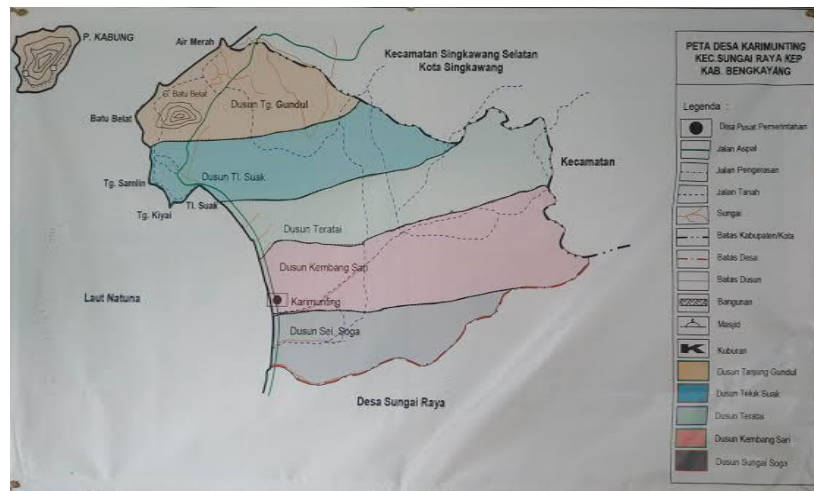 P. KABUNG
Air Merah
Kecamatan Singkawang Selatan
Kota Singkawang
G. Batu Belat
Dusun Tg. Gundul
Batu Belat
Dusun Tl. Suak
Kecamatan
Tg. Samlin
Tl. Suak
Tg. Kiyai
Dusun Teratai
Dusun Kembang Sari
Laut Natuna
Karimunting
Dusun Sei. Soga
Desa Sungai Raya
PETA DESA KARIMUNTING
KEC.SUNGAI RAYA KEP
KAB. BENGKAYANG
Legenda :
Desa Pusat Pemerintahan
Jalan Aspal
Jalan Pengerasan
Jalan Tanah
Sungai
Batas Kabupaten/Kota
Batas Desa
Batas Dusun
Bangunan
Masjid
Kuburan
Dusun Tanjung Gundul
Dusun Teluk Suak
Dusun Teratai
Dusun Kembang Sari
Dusun Sungai Soga